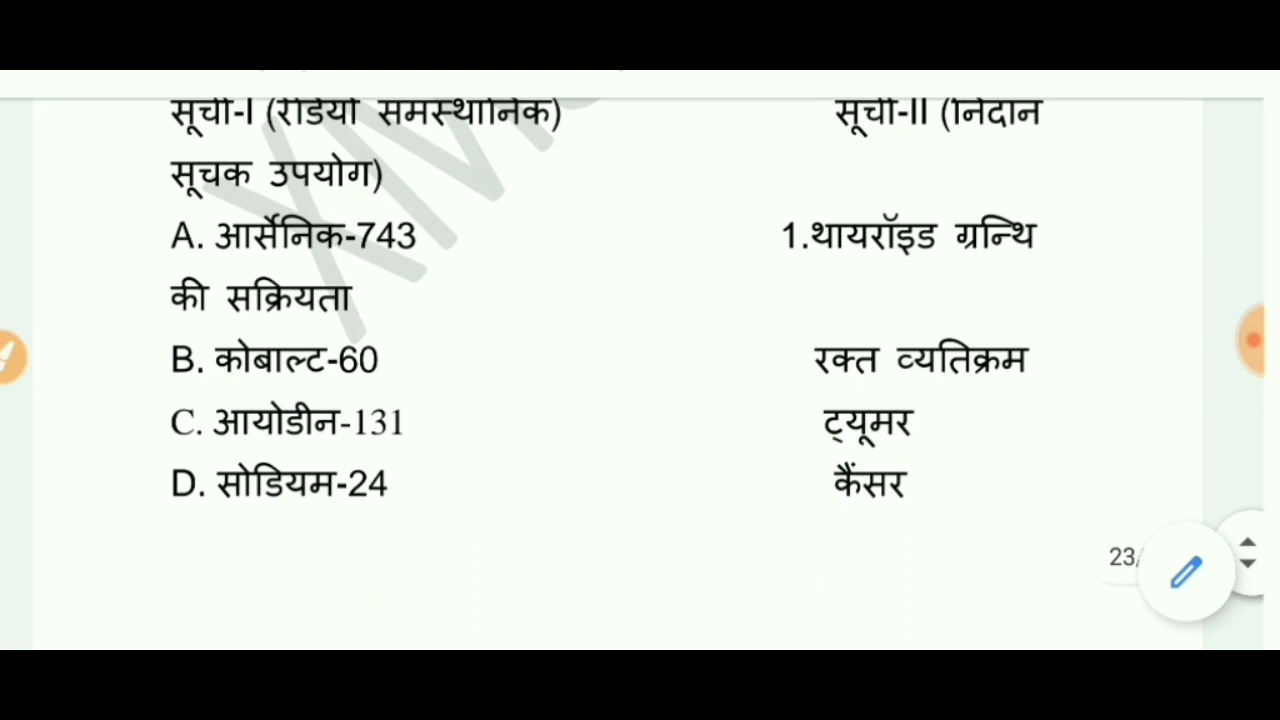 सूची-I (रेडियो समस्थानिक) सूची-II (निदान
सूचक उपयोग)
A. आर्सेनिक-743 1.थायरॉइड ग्रन्थि
की सक्रियता
B. कोबाल्ट-60 रक्त व्यतिक्रम
C. आयोडीन-131 ट्यूमर
D. सोडियम-24 कैंसर
23/